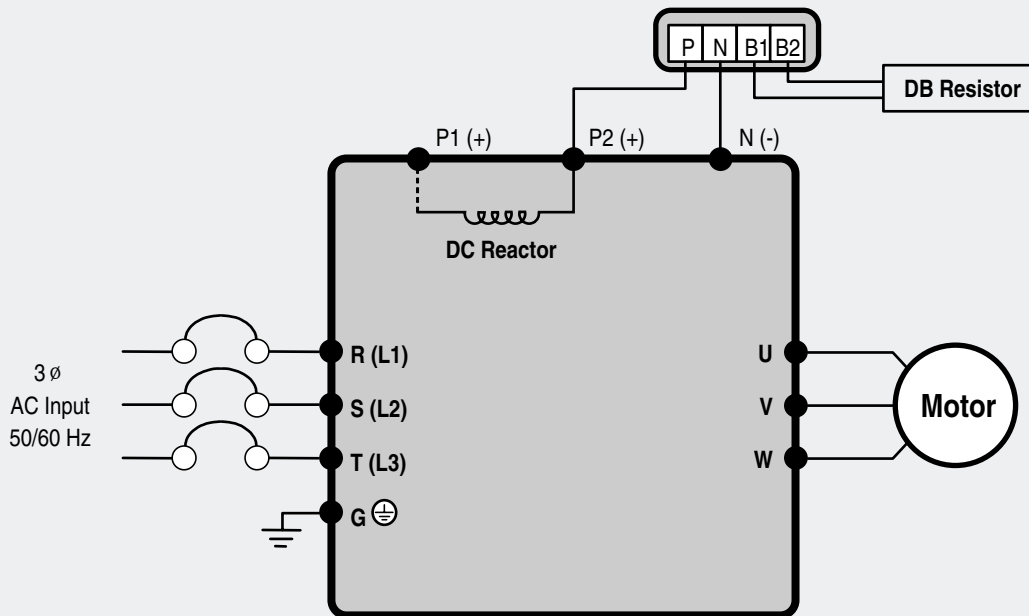 P N B1 B2
DB Resistor
P1 (+)
P2 (+)
N (-)
DC Reactor
3 ø
AC Input
50/60 Hz
R (L1)
S (L2)
T (L3)
G
U
V
W
Motor